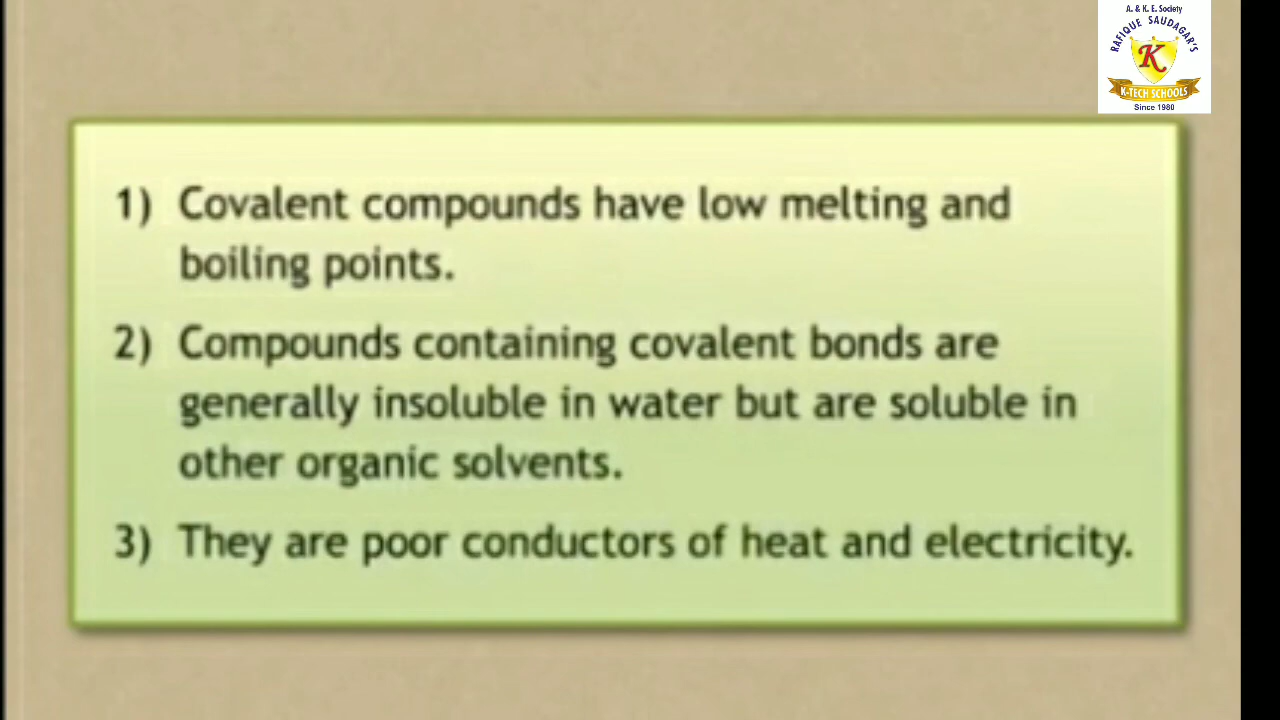 A. & K. E. Society
RAFIQUE SAUDAGAR'S
K
K-TECH SCHOOLS
Since 1980
1) Covalent compounds have low melting and
boiling points.
2) Compounds containing covalent bonds are
generally insoluble in water but are soluble in
other organic solvents.
3) They are poor conductors of heat and electricity.